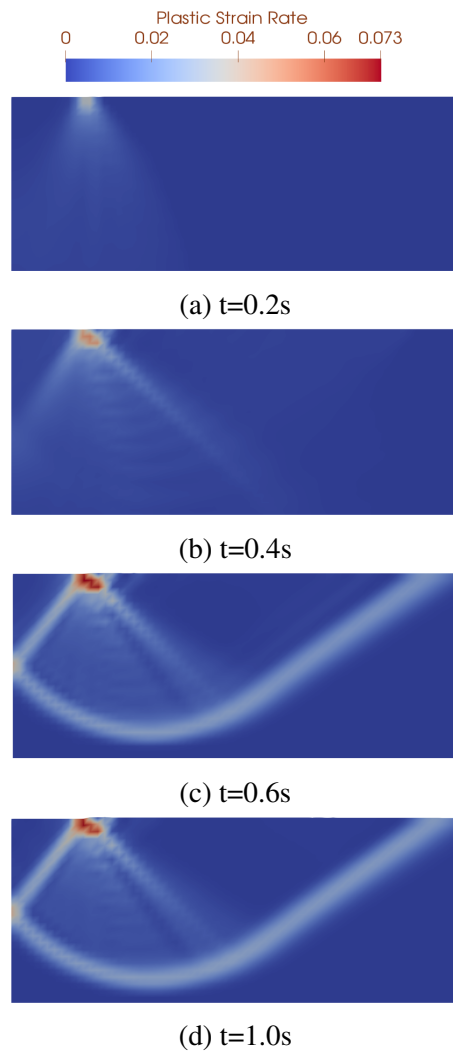 Plastic Strain Rate
0 0.02 0.04 0.06 0.073
(a) t=0.2s
(b) t=0.4s
(c) t=0.6s
(d) t=1.0s